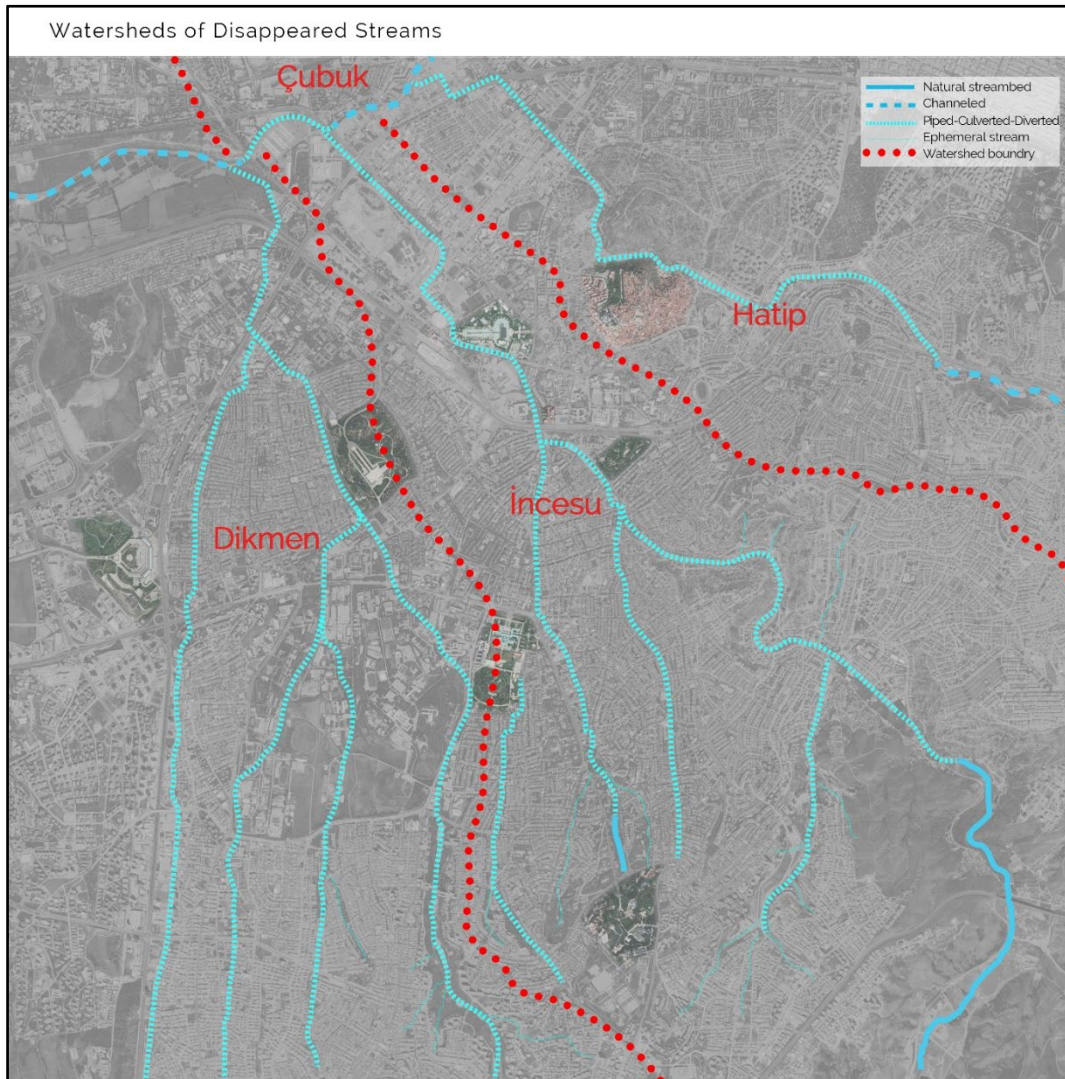 Watersheds of Disappeared Streams
Çubuk
Natural streambed
Channeled
Piped-Culverted-Diverted
Ephemeral stream
Watershed boundry
Hatip
İncesu
Dikmen